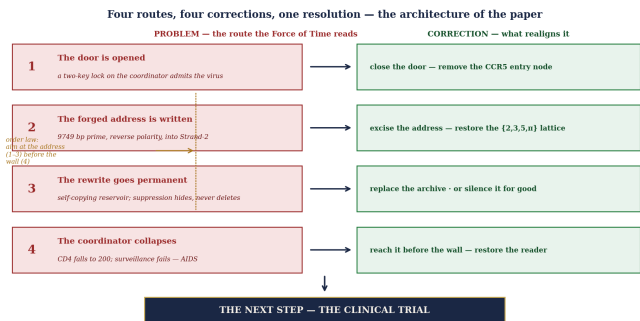 Four routes, four corrections, one resolution — the architecture of the paper
PROBLEM — the route the Force of Time reads
CORRECTION — what realigns it
1
The door is opened
a two-key lock on the coordinator admits the virus
close the door — remove the CCR5 entry node
2
The forged address is written
9749 bp prime, reverse polarity, into Strand-2
excise the address — restore the {2,3,5,π} lattice
order law:
aim at the address
(1–3) before the
wall (4)
3
The rewrite goes permanent
self-copying reservoir; suppression hides, never deletes
replace the archive · or silence it for good
4
The coordinator collapses
CD4 falls to 200; surveillance fails — AIDS
reach it before the wall — restore the reader
THE NEXT STEP — THE CLINICAL TRIAL